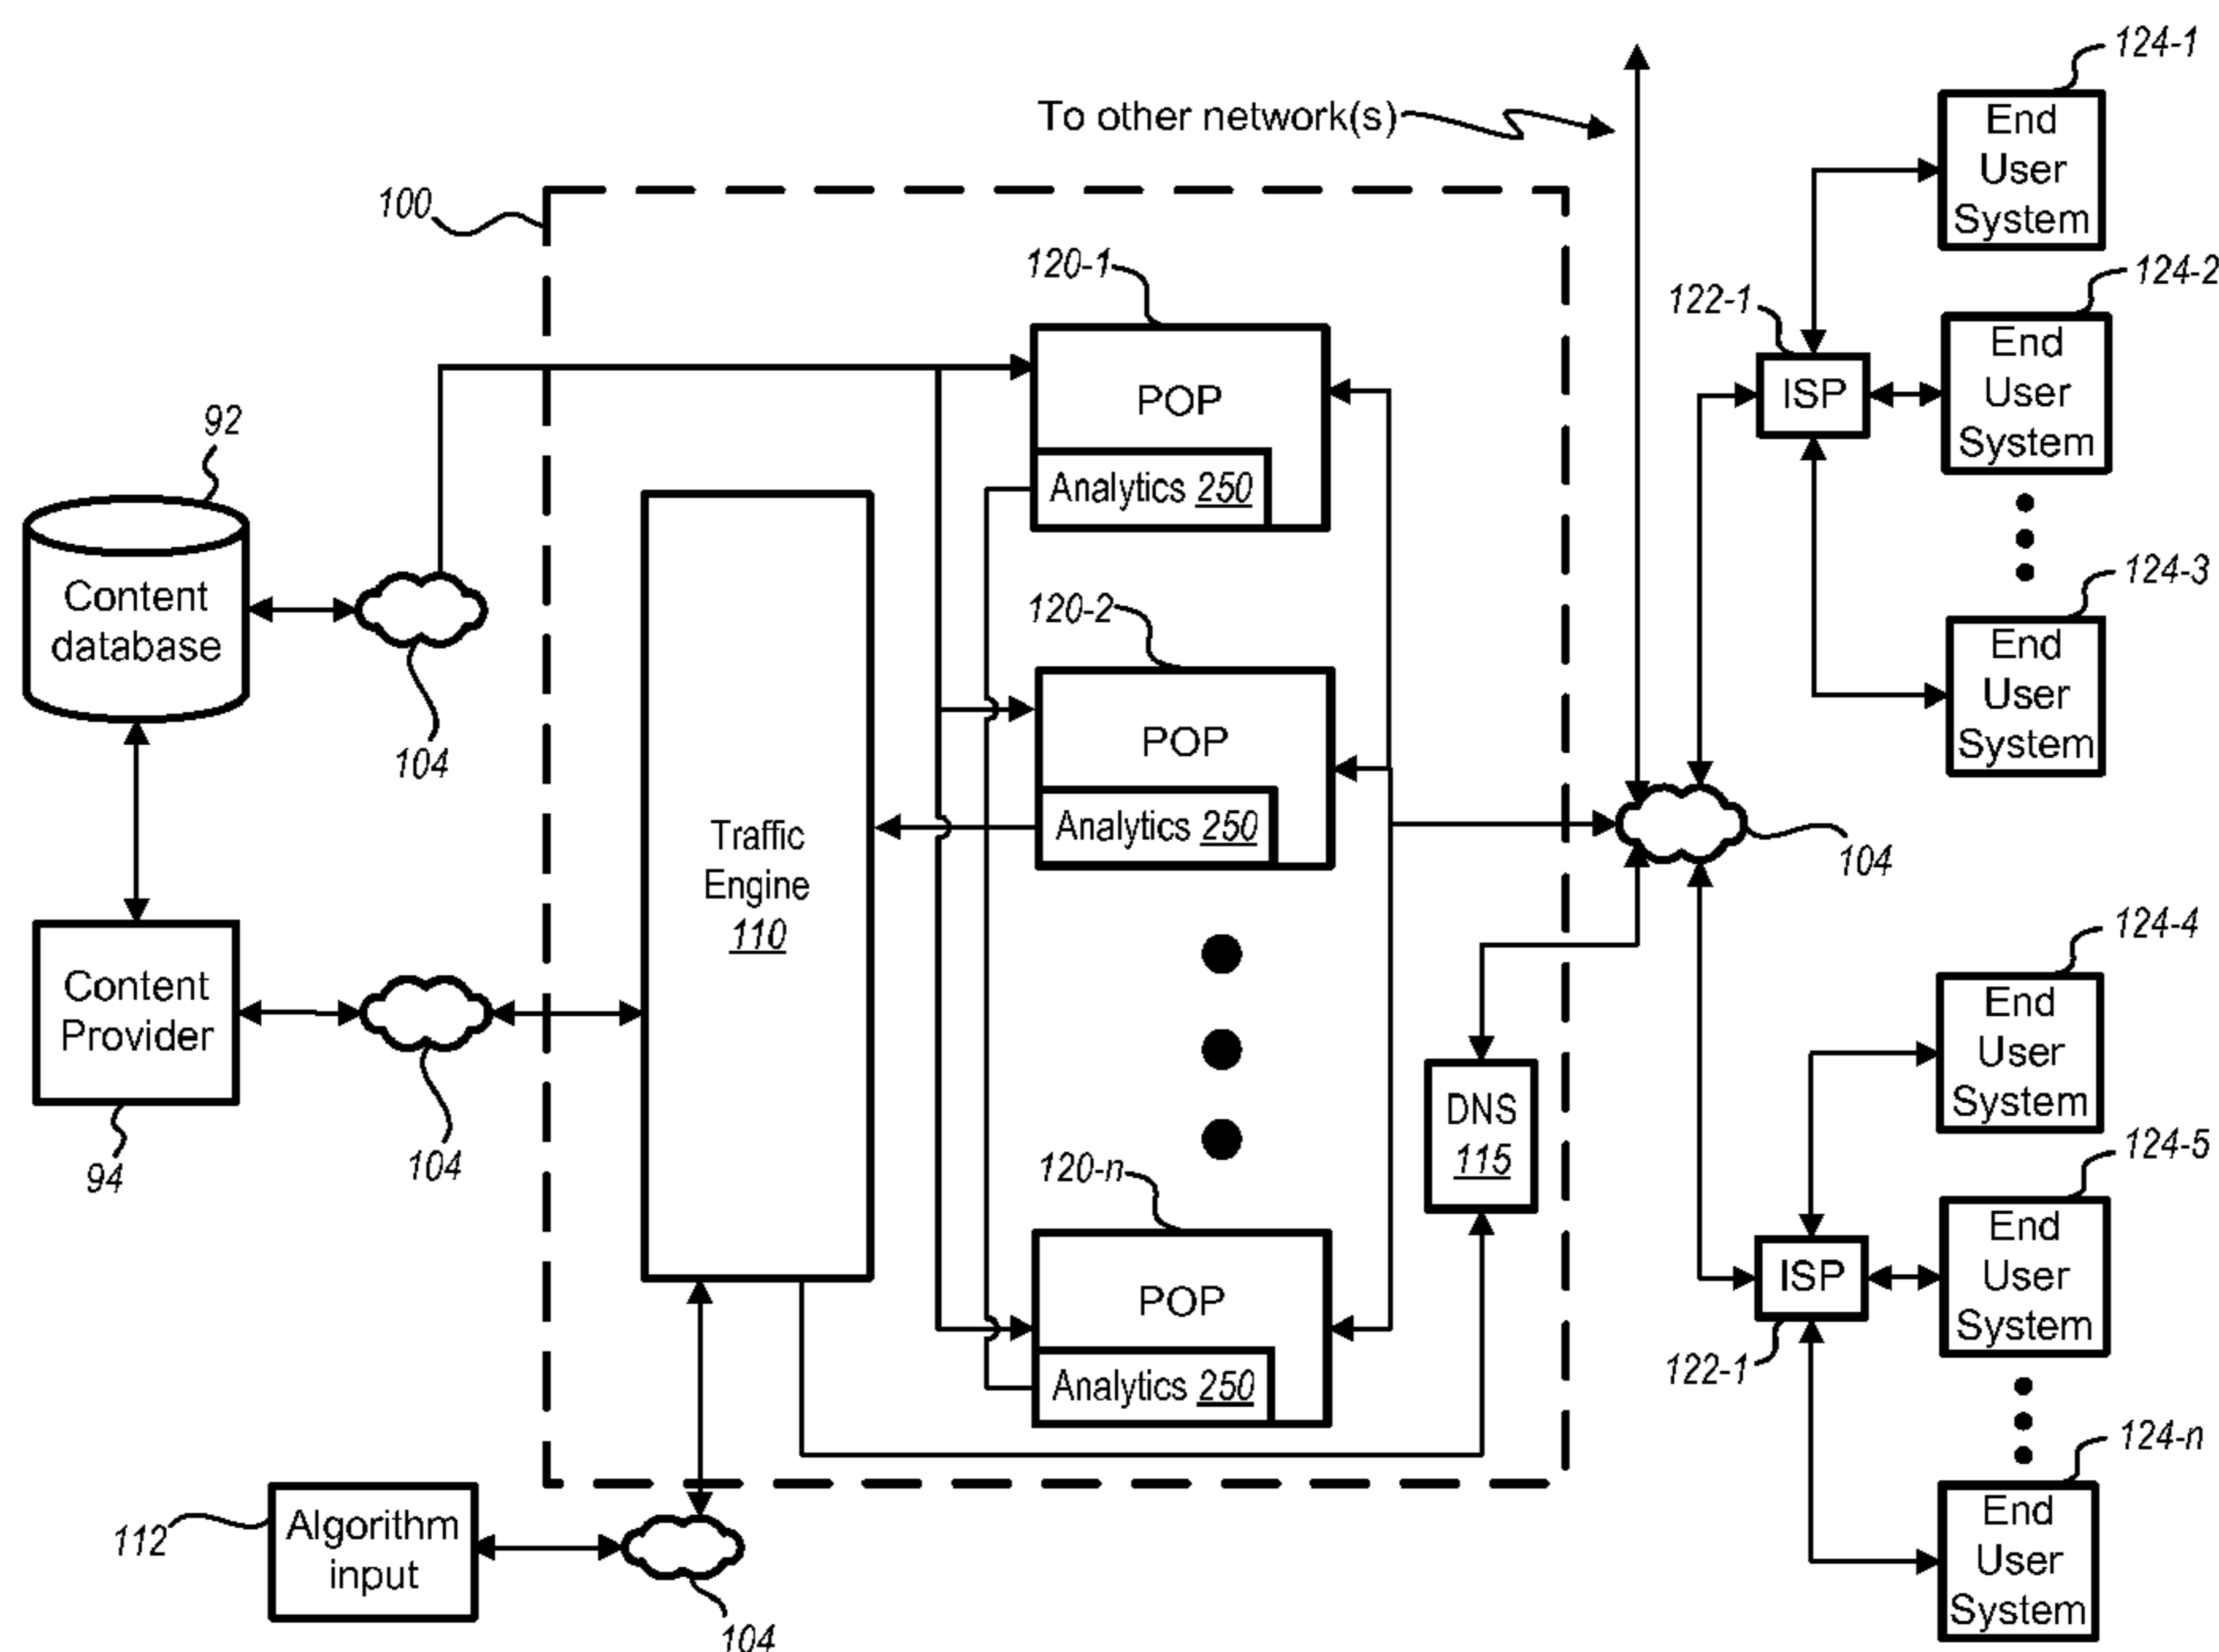 124-1
To other network(s)
End
User
System
100
120-1
124-2
122-1
End
User
System
ISP
POP
92
Analytics 250
124-3
Content
database
120-2
End
User
System
104
POP
Traffic
Engine
110
Analytics 250
104
124-4
Content
Provider
End
User
System
DNS
115
94
104
120-n
124-5
End
User
System
ISP
POP
122-1
Analytics 250
124-n
Algorithm
input
112
End
User
System
104